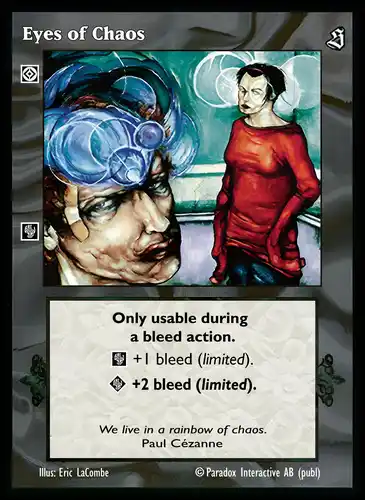 Eyes of Chaos
Only usable during
a bleed action.
+1 bleed (limited).
+2 bleed (limited).
We live in a rainbow of chaos.
Paul Cézanne
Illus: Eric LaCombe
© Paradox Interactive AB (publ)